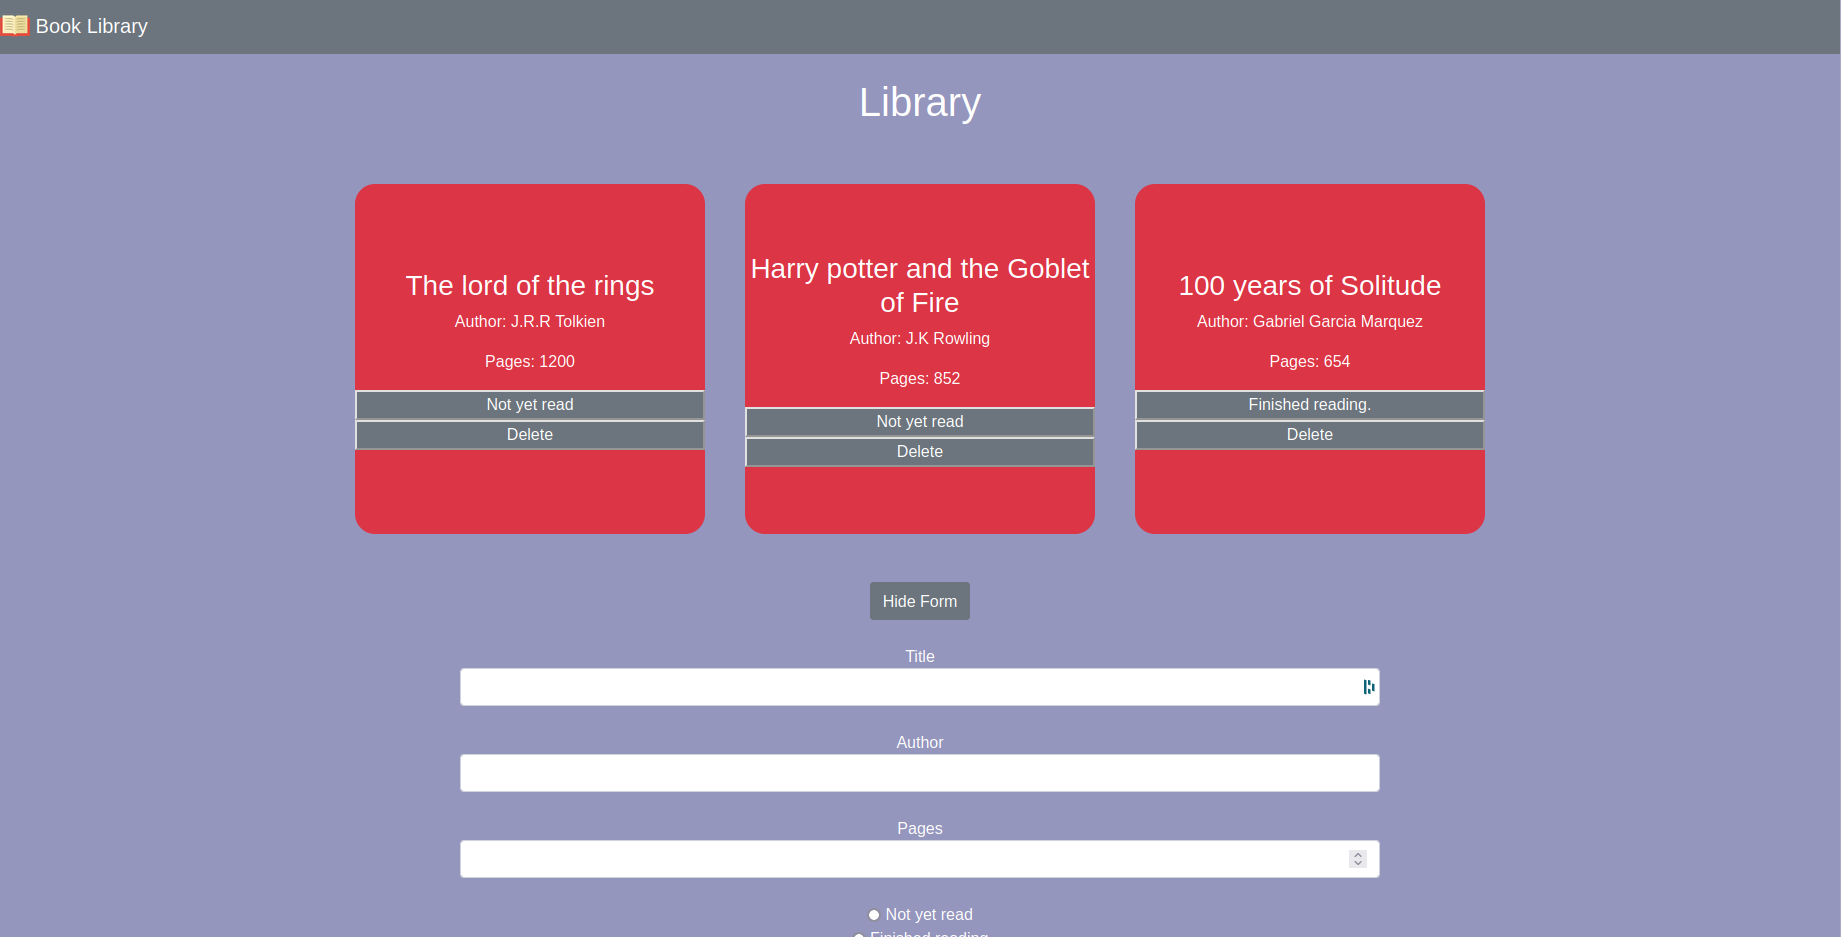 Book Library
Library
The lord of the rings
Author: J.R.R Tolkien
Pages: 1200
Not yet read
Delete
Harry potter and the Goblet
of Fire
Author: J.K Rowling
Pages: 852
Not yet read
Delete
100 years of Solitude
Author: Gabriel Garcia Marquez
Pages: 654
Finished reading.
Delete
Hide Form
Title
Author
Pages
Not yet read
Finished reading